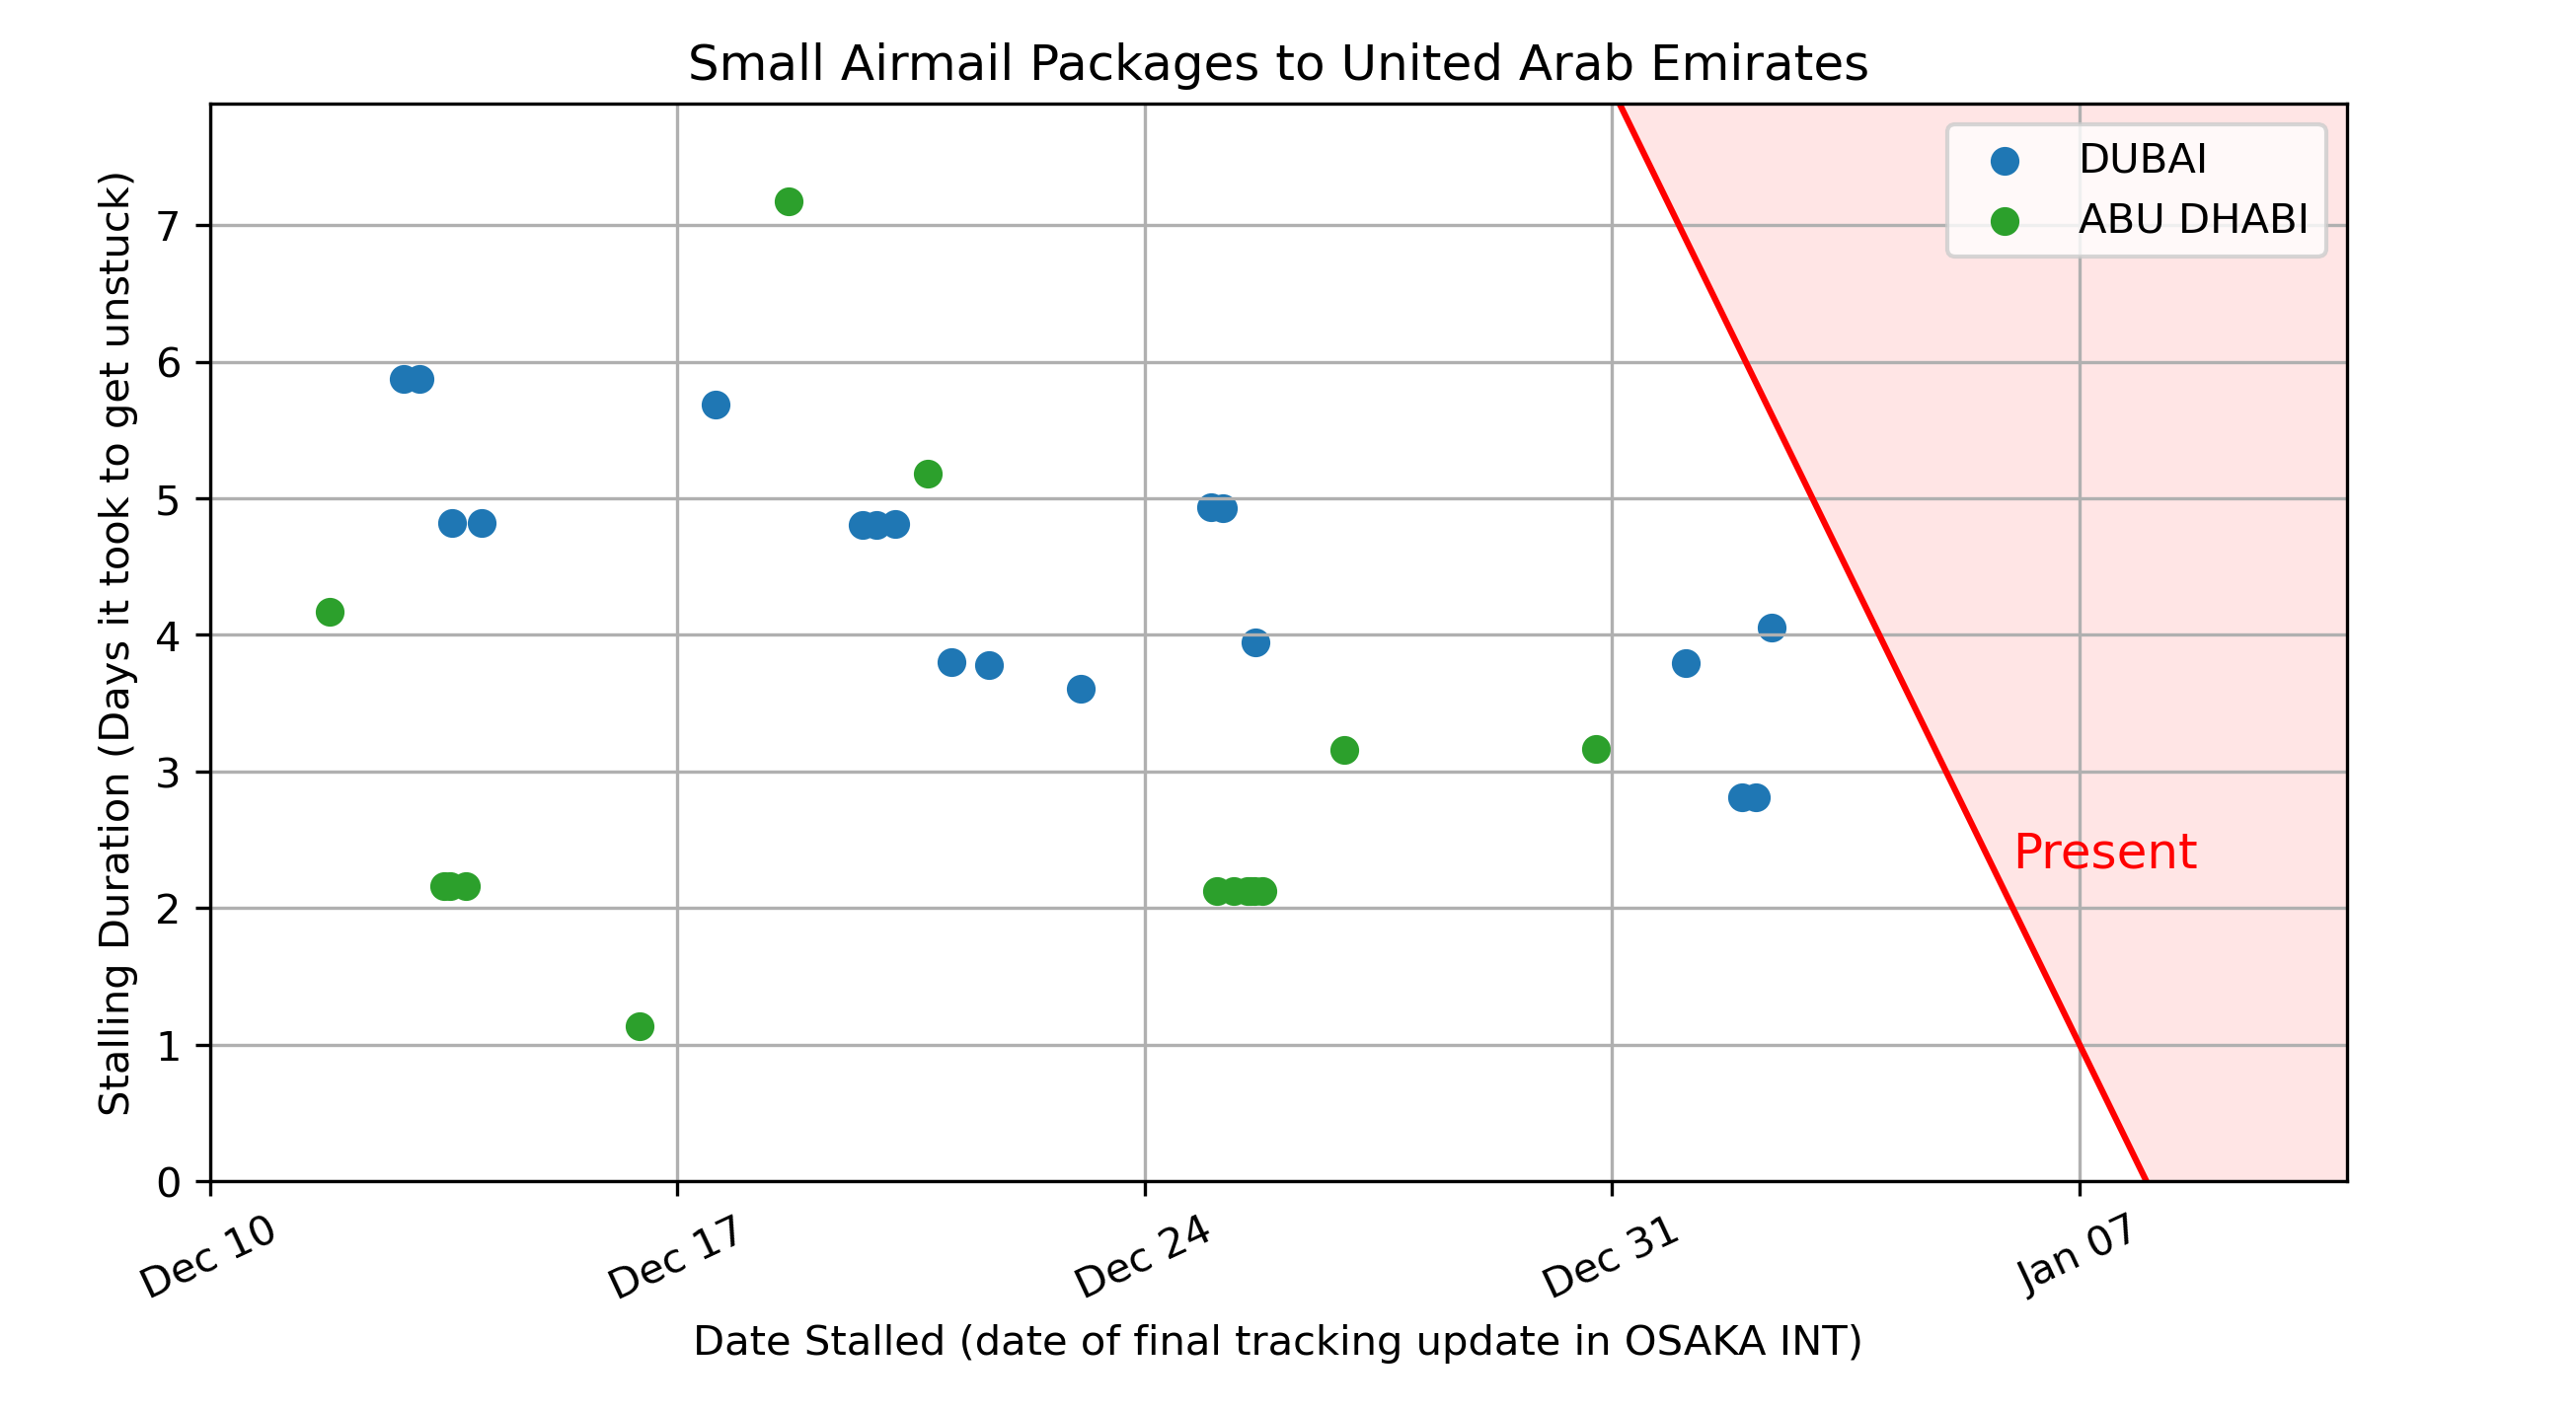 Small Airmail Packages to United Arab Emirates
DUBAI
ABU DHABI
Stalling Duration (Days it took to get unstuck)
7
6
5
4
3
2
1
0
Present
Dec 10
Dec 17
Dec 24
Dec 31
Jan 07
Date Stalled (date of final tracking update in OSAKA INT)